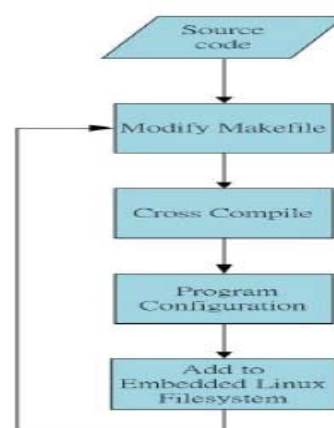 Source
code
Modify Makefile
Cross Compile
Program
Configuration
Add to
Embedded Linux
Filesystem